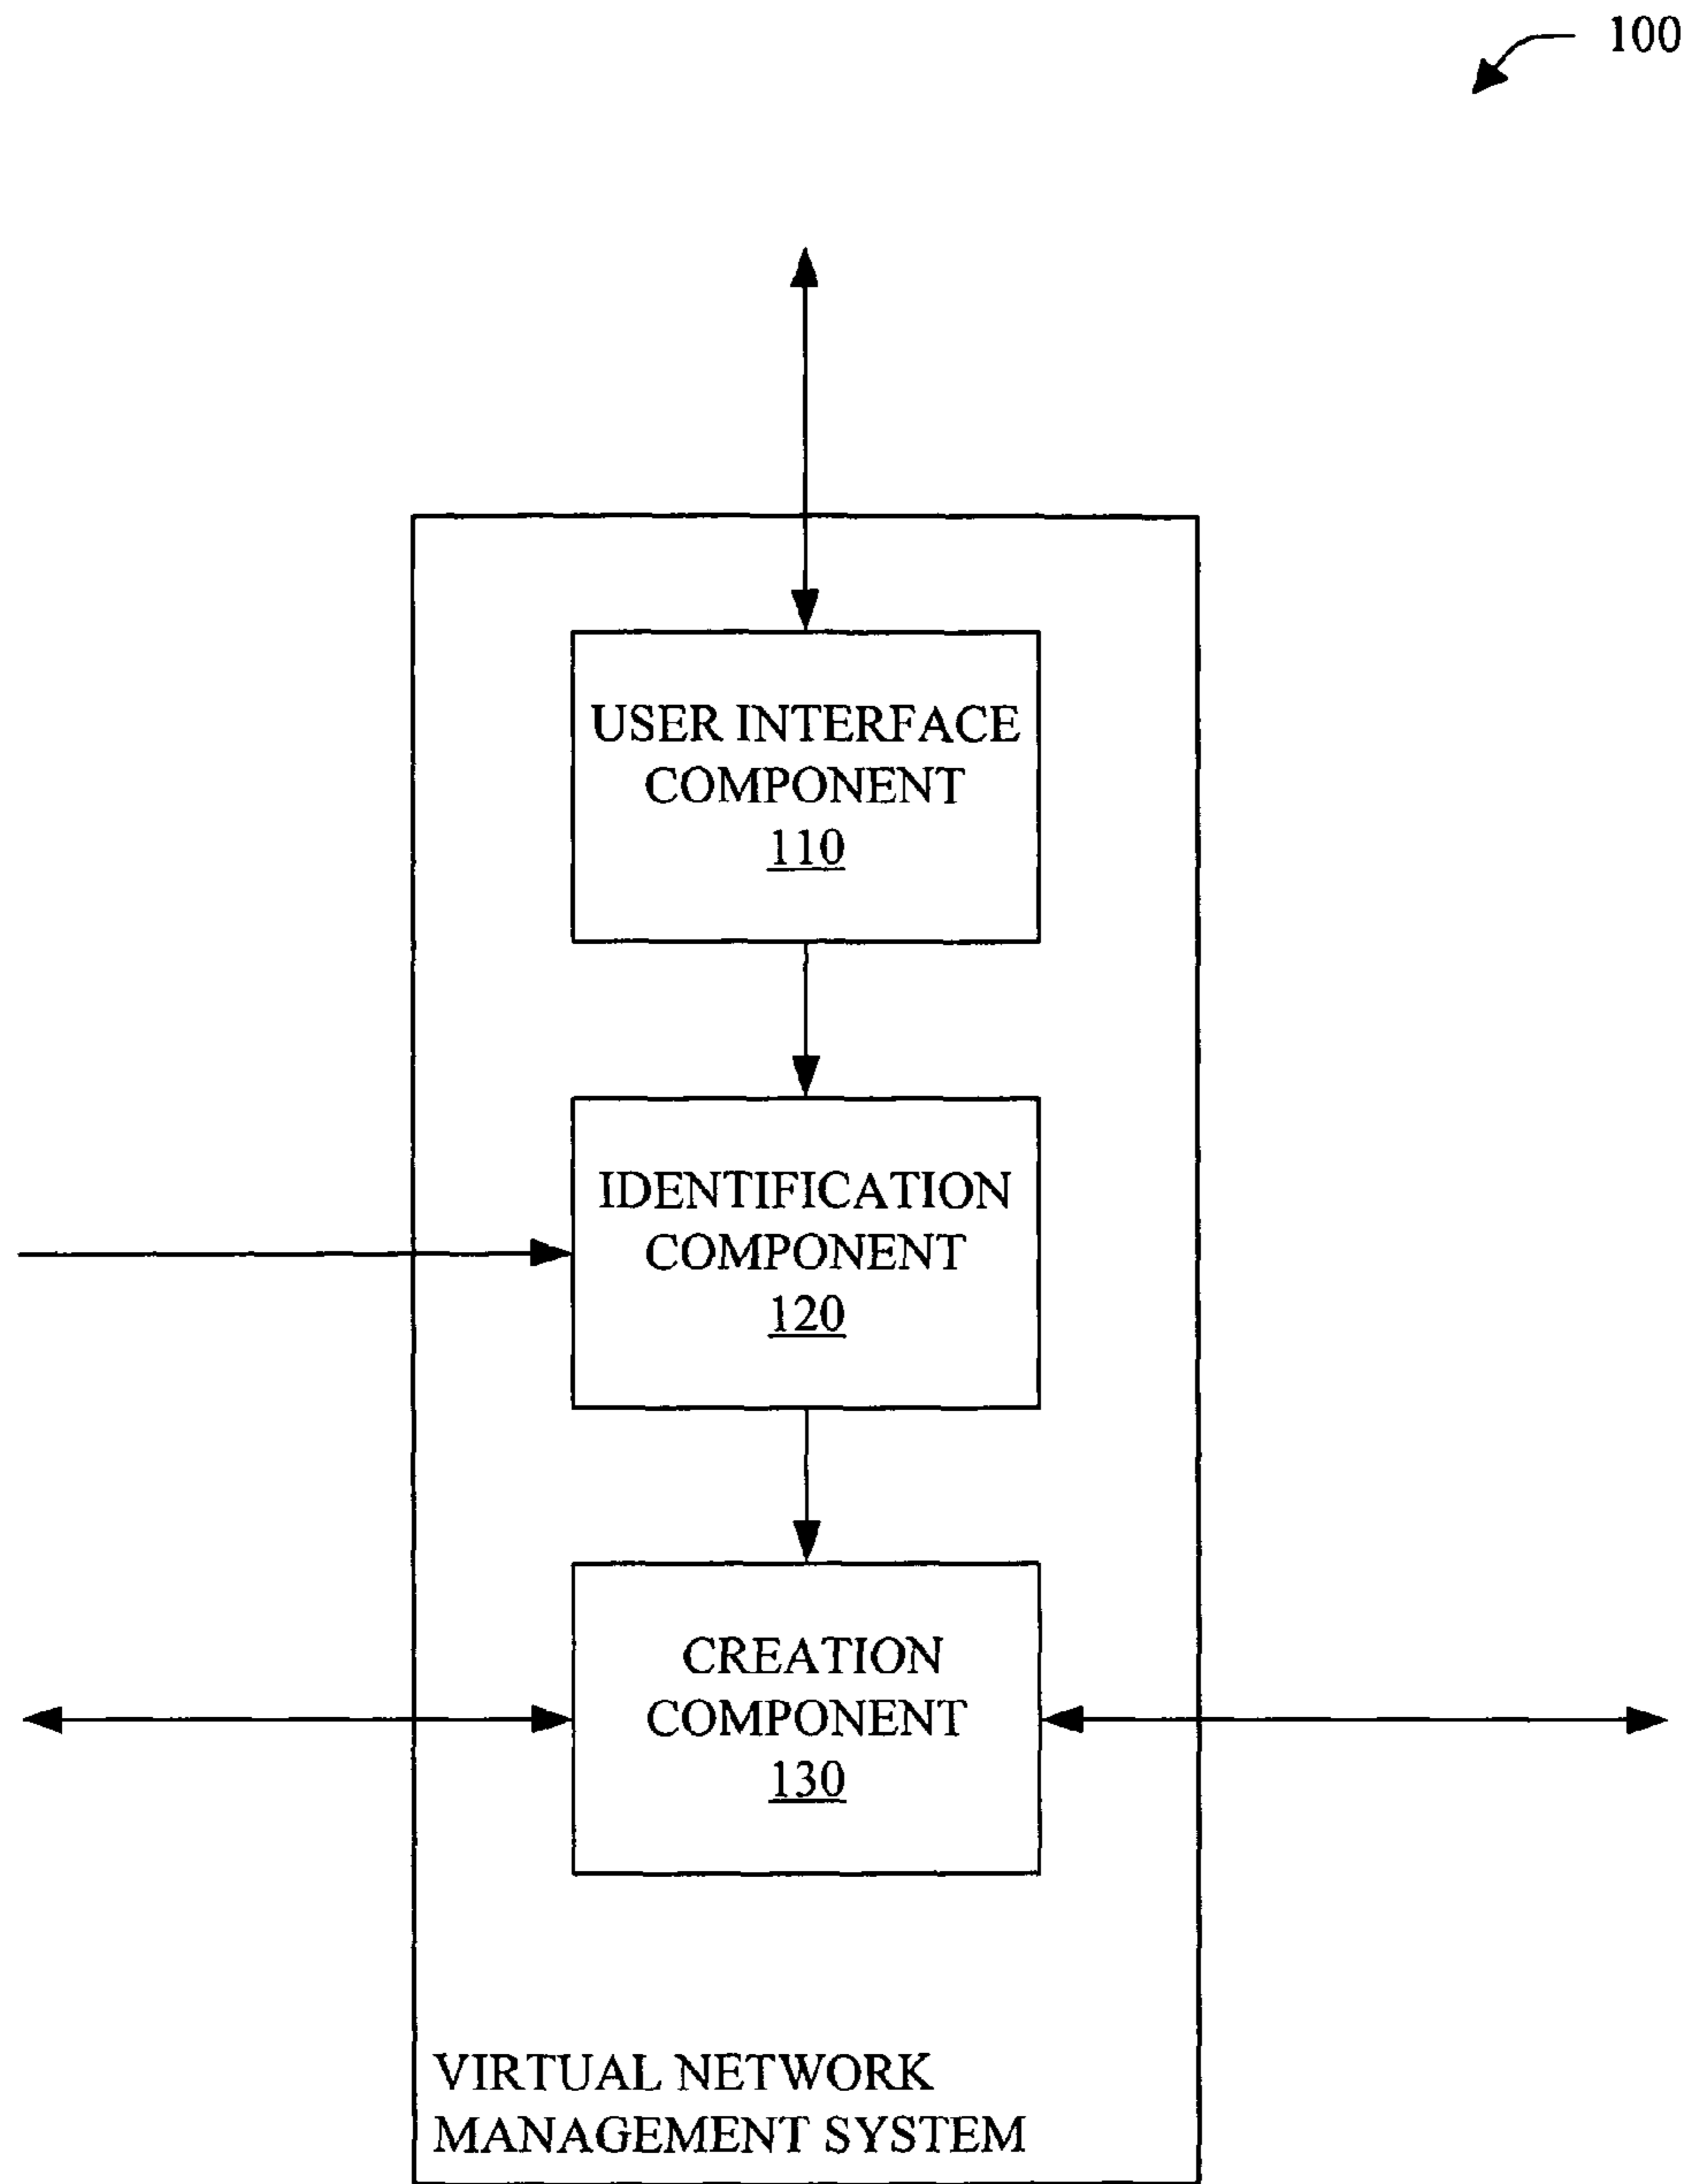 100
USER INTERFACE
COMPONENT
110
IDENTIFICATION
COMPONENT
120
CREATION
COMPONENT
130
VIRTUAL NETWORK
MANAGEMENT SYSTEM